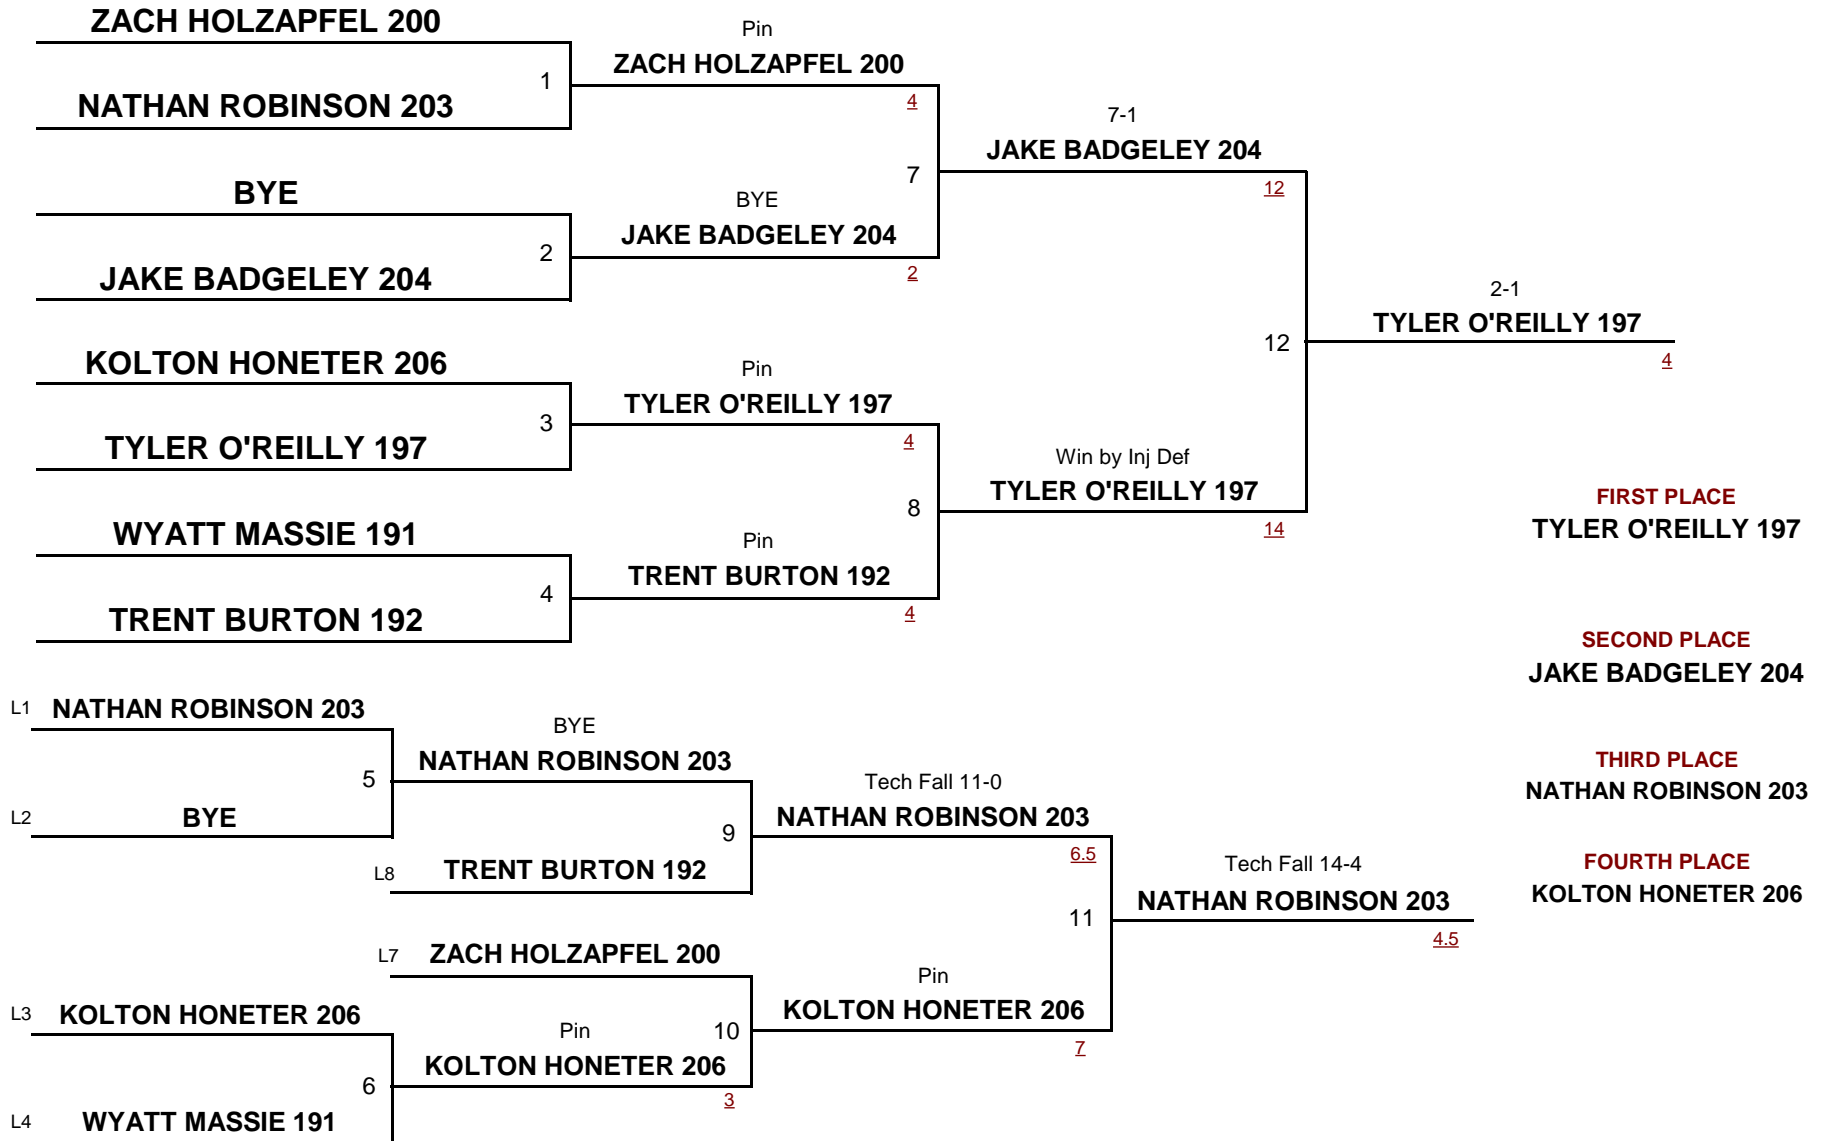 ZACH HOLZAPFEL 200
Pin
ZACH HOLZAPFEL 200
1
4
NATHAN ROBINSON 203
7-1
JAKE BADGELEY 204
7
12
BYE
BYE
JAKE BADGELEY 204
2
2
JAKE BADGELEY 204
2-1
TYLER O'REILLY 197
12
4
KOLTON HONETER 206
Pin
TYLER O'REILLY 197
3
4
TYLER O'REILLY 197
Win by Inj Def
TYLER O'REILLY 197
8
14
WYATT MASSIE 191
Pin
TRENT BURTON 192
4
4
TRENT BURTON 192
FIRST PLACE
TYLER O'REILLY 197
SECOND PLACE
JAKE BADGELEY 204
THIRD PLACE
NATHAN ROBINSON 203
FOURTH PLACE
KOLTON HONETER 206
L1 NATHAN ROBINSON 203
BYE
NATHAN ROBINSON 203
5
L2 BYE
Tech Fall 11-0
NATHAN ROBINSON 203
9
6.5
L8 TRENT BURTON 192
Tech Fall 14-4
NATHAN ROBINSON 203
11
4.5
L7 ZACH HOLZAPFEL 200
Pin
KOLTON HONETER 206
10
7
L3 KOLTON HONETER 206
Pin
KOLTON HONETER 206
6
3
L4 WYATT MASSIE 191